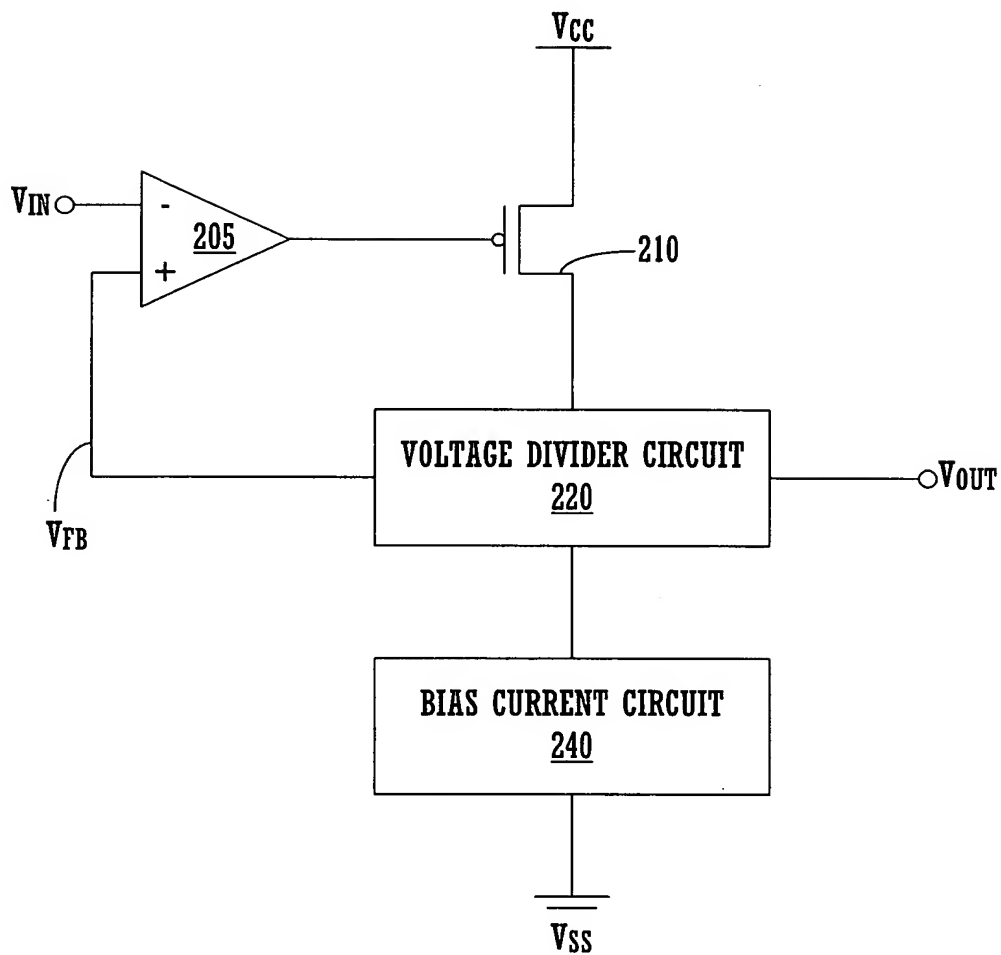 VCC
VIN
-
205
+
210
VOLTAGE DIVIDER CIRCUIT
220
VOUT
VFB
BIAS CURRENT CIRCUIT
240
VSS